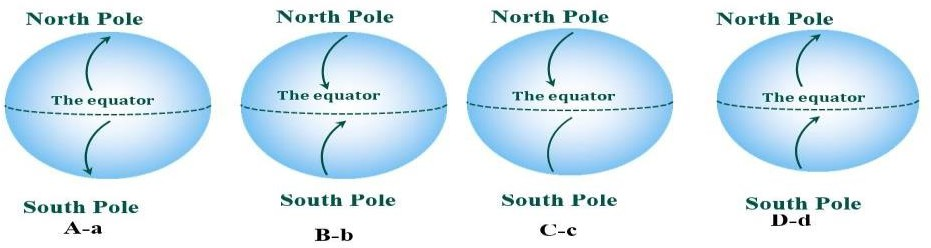 North Pole
The equator
South Pole
A-a
North Pole
The equator
South Pole
B-b
North Pole
The equator
South Pole
C-c
North Pole
The equator
South Pole
D-d